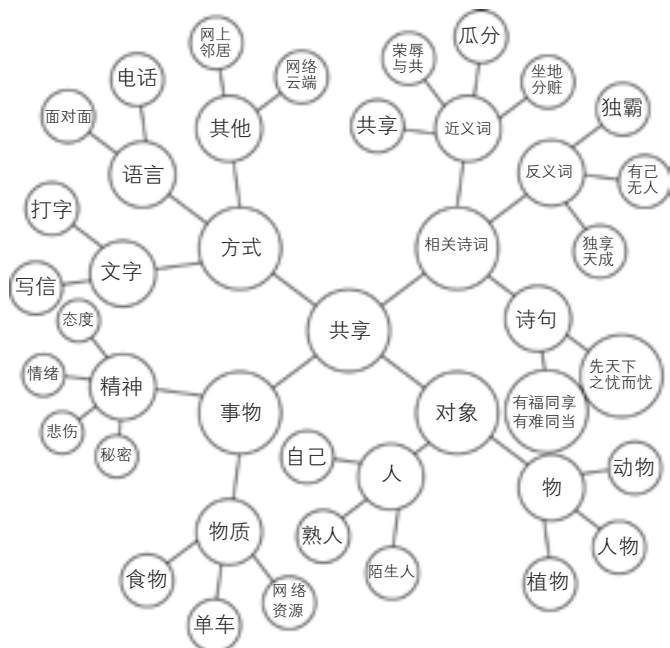 网上
邻居
网络
云端
电话
其他
面对面
语言
打字
文字
方式
写信
荣辱
与共
瓜分
坐地
分赃
共享
近义词
独霸
反义词
有己
无人
独享
天成
相关诗词
诗句
先天下
之忧而忧
有福同享
有难同当
共享
态度
情绪
精神
悲伤
秘密
事物
物质
食物
单车
网络
资源
对象
自己
人
熟人
陌生人
物
动物
人物
植物